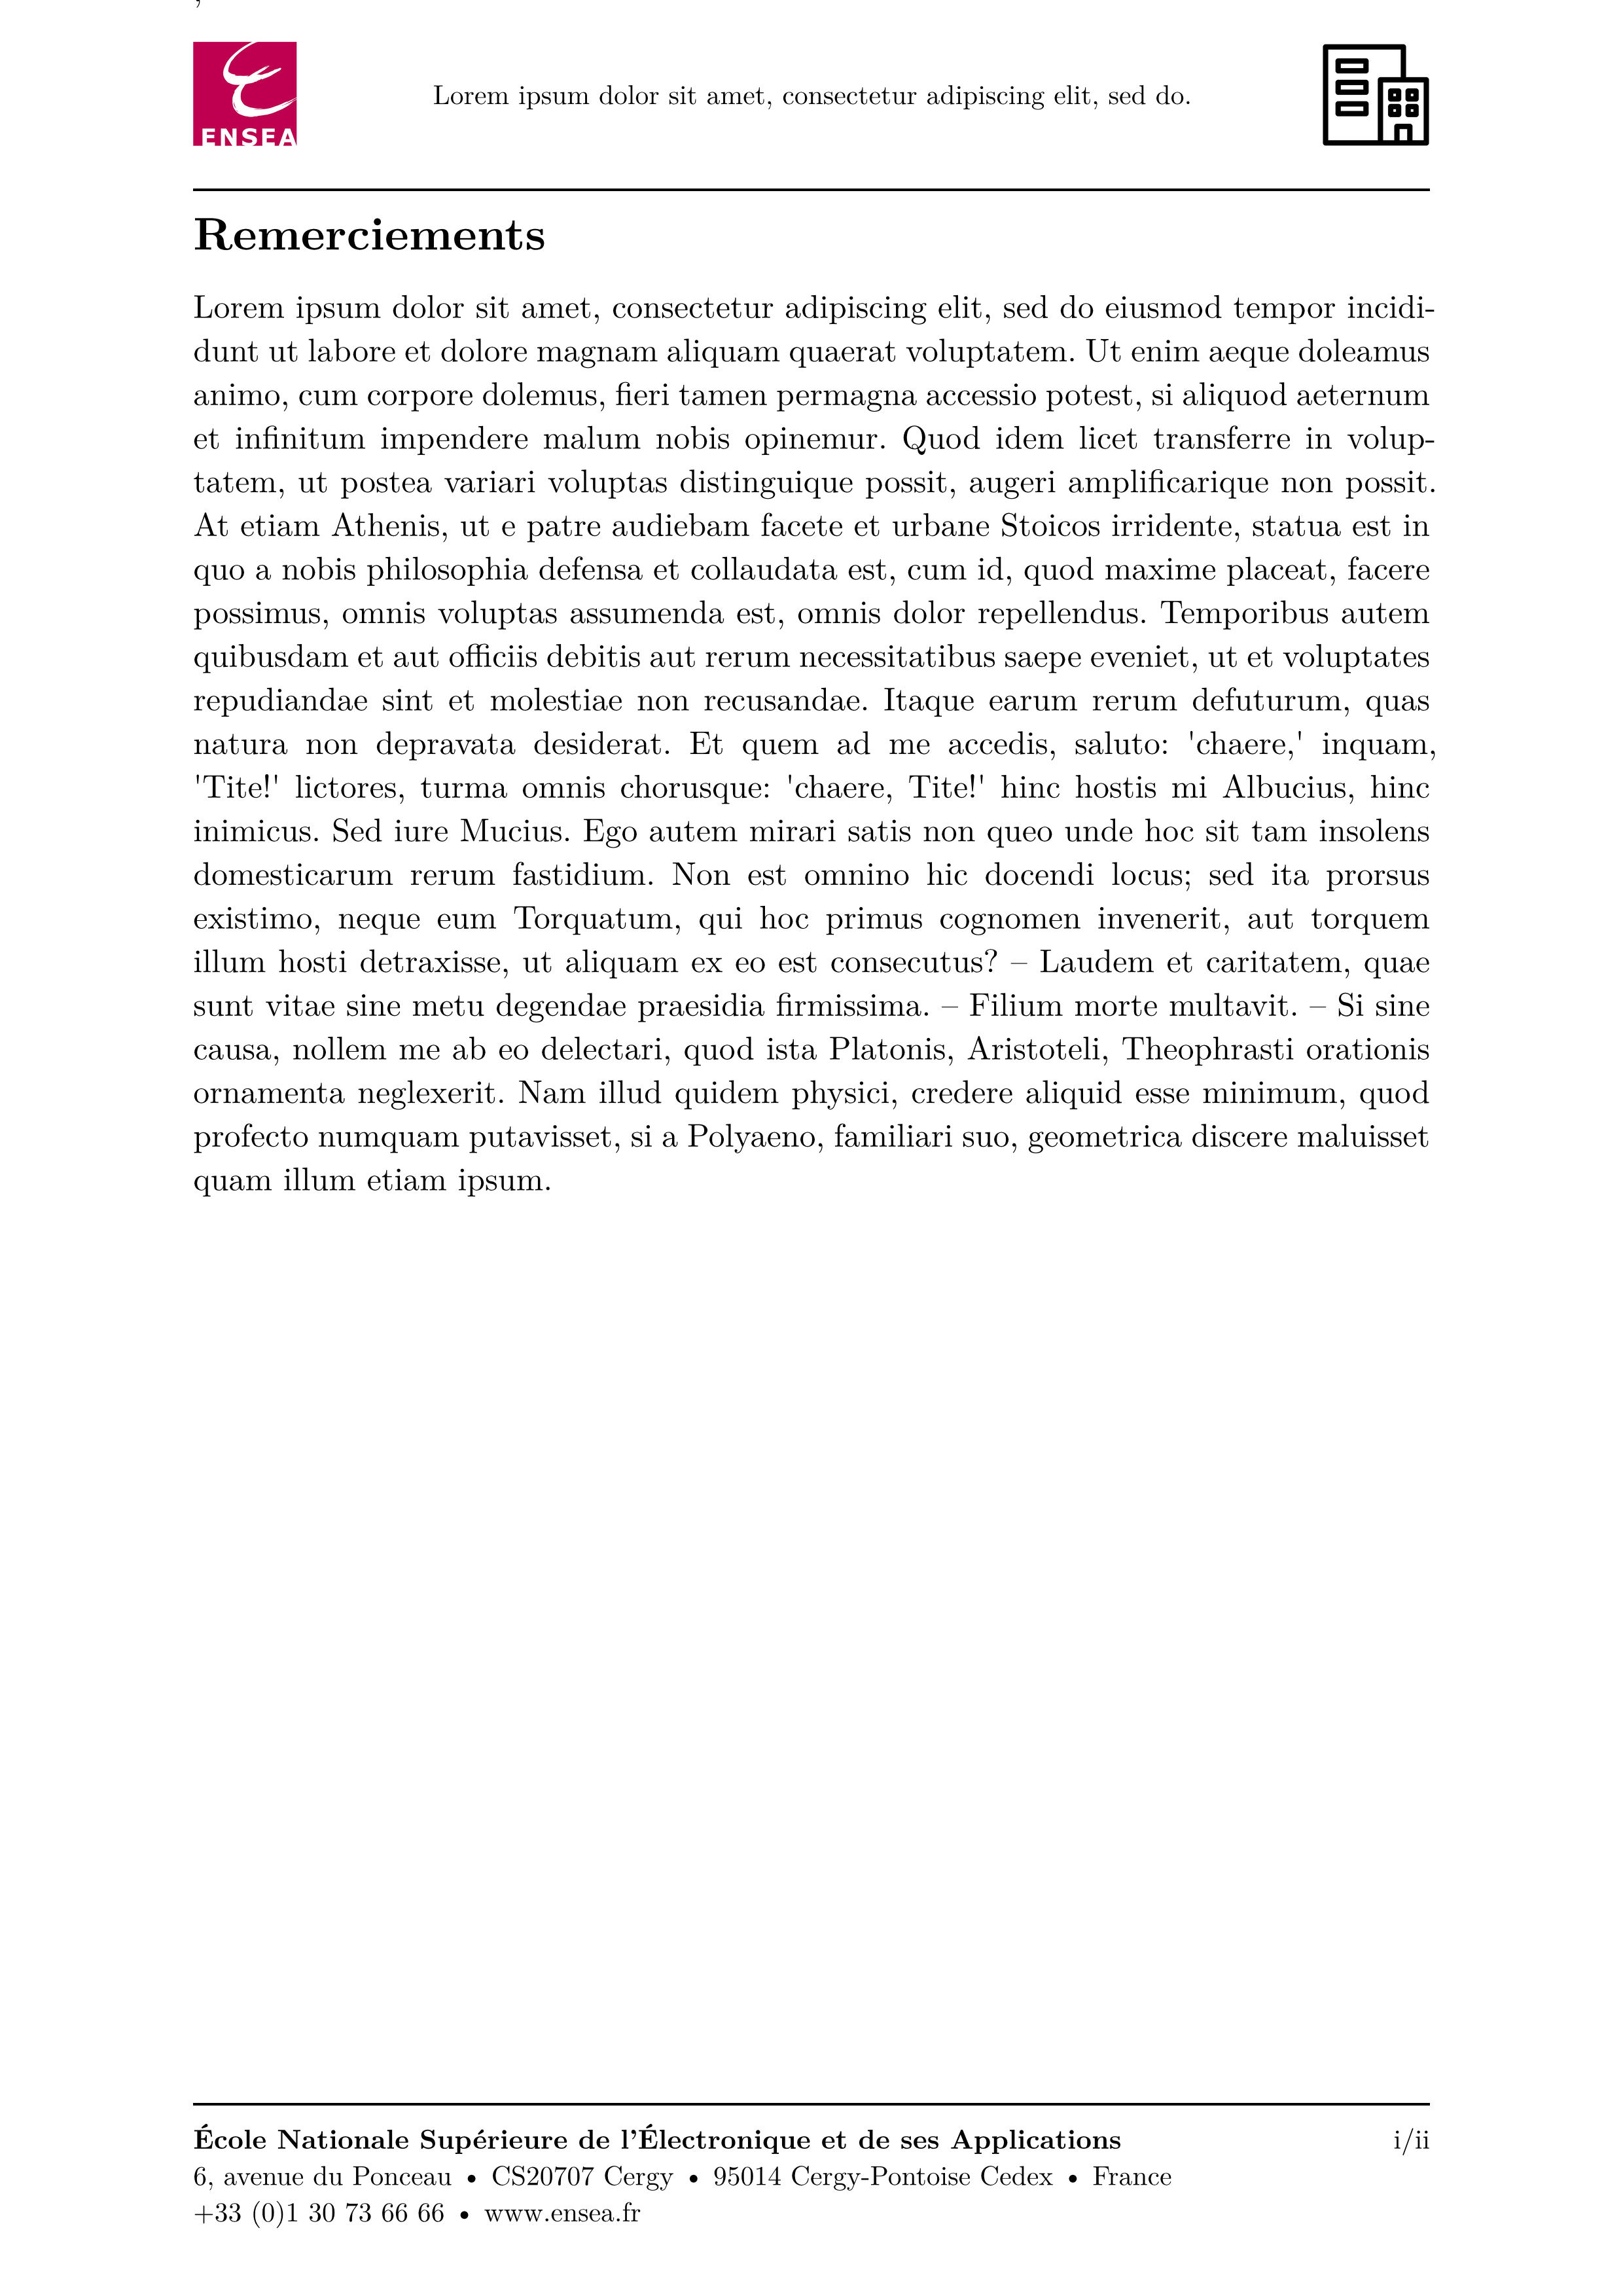 ,
ENSEA
Lorem ipsum dolor sit amet, consectetur adipiscing elit, sed do.
Remerciements
Lorem ipsum dolor sit amet, consectetur adipiscing elit, sed do eiusmod tempor incidi-
dunt ut labore et dolore magnam aliquam quaerat voluptatem. Ut enim aeque doleamus
animo, cum corpore dolemus, fieri tamen permagna accessio potest, si aliquod aeternum
et infinitum impendere malum nobis opinemur. Quod idem licet transferre in volup-
tatem, ut postea variari voluptas distinguique possit, augeri amplificarique non possit.
At etiam Athenis, ut e patre audiebam facete et urbane Stoicos irridente, statua est in
quo a nobis philosophia defensa et collaudata est, cum id, quod maxime placeat, facere
possimus, omnis voluptas assumenda est, omnis dolor repellendus. Temporibus autem
quibusdam et aut officiis debitis aut rerum necessitatibus saepe eveniet, ut et voluptates
repudiandae sint et molestiae non recusandae. Itaque earum rerum defuturum, quas
natura non depravata desiderat. Et quem ad me accedis, saluto: 'chaere,' inquam,
'Tite!' lictores, turma omnis chorusque: 'chaere, Tite!' hinc hostis mi Albucius, hinc
inimicus. Sed iure Mucius. Ego autem mirari satis non queo unde hoc sit tam insolens
domesticarum rerum fastidium. Non est omnino hic docendi locus; sed ita prorsus
existimo, neque eum Torquatum, qui hoc primus cognomen invenerit, aut torquem
illum hosti detraxisse, ut aliquam ex eo est consecutus? – Laudem et caritatem, quae
sunt vitae sine metu degendae praesidia firmissima. – Filium morte multavit. – Si sine
causa, nollem me ab eo delectari, quod ista Platonis, Aristoteli, Theophrasti orationis
ornamenta neglexerit. Nam illud quidem physici, credere aliquid esse minimum, quod
profecto numquam putavisset, si a Polyaeno, familiari suo, geometrica discere maluisset
quam illum etiam ipsum.
École Nationale Supérieure de l'Électronique et de ses Applications i/ii
6, avenue du Ponceau • CS20707 Cergy • 95014 Cergy-Pontoise Cedex • France
+33 (0)1 30 73 66 66 • www.ensea.fr